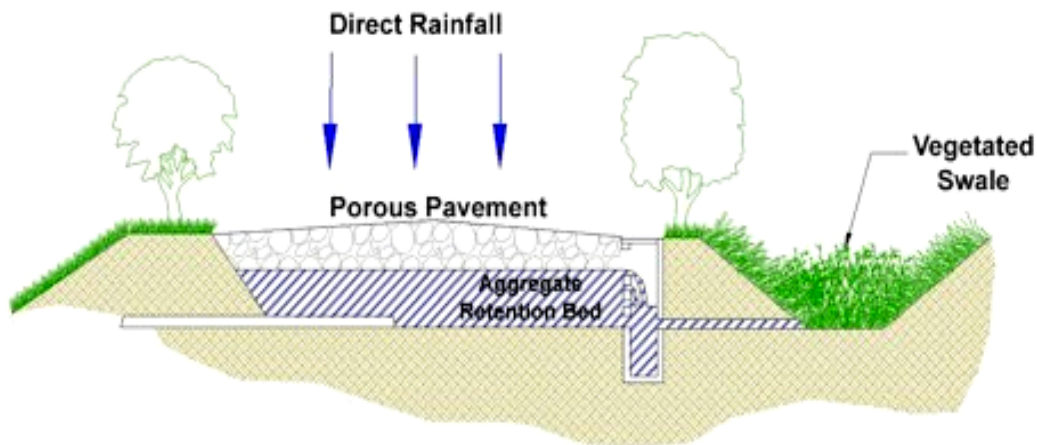 Direct Rainfall
Vegetated
Swale
Porous Pavement
Aggregate
Retention Bed